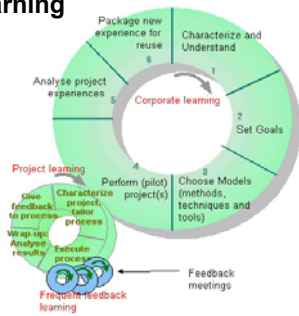 arning
Package new
experience for
reuse
6
Characterize and
Understand
1
Analyse project
experiences
5
Corporate learning
2
Set Goals
Project learning
4
Perform (pilot)
project(s)
3
Choose Models
(methods,
techniques and
tools)
Give
feedback
to process
Characterize
project,
tailor
process
Wrap-up:
Analyse
results
Execute
process
Feedback
meetings
Frequent feedback
learning